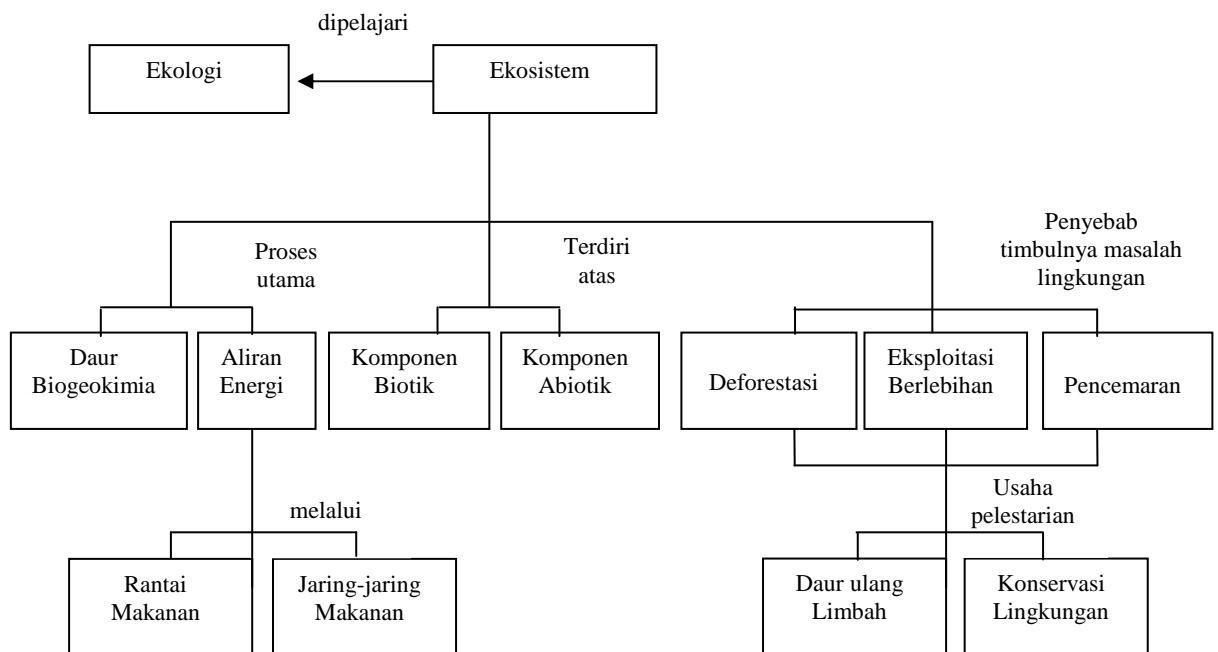 dipelajari
Ekologi
Ekosistem
Proses
utama
Terdiri
atas
Penyebab
timbulnya masalah
lingkungan
Daur
Biogeokimia
Aliran
Energi
Komponen
Biotik
Komponen
Abiotik
Deforestasi
Eksploitasi
Berlebihan
Pencemaran
melalui
Usaha
pelestarian
Rantai
Makanan
Jaring-jaring
Makanan
Daur ulang
Limbah
Konservasi
Lingkungan